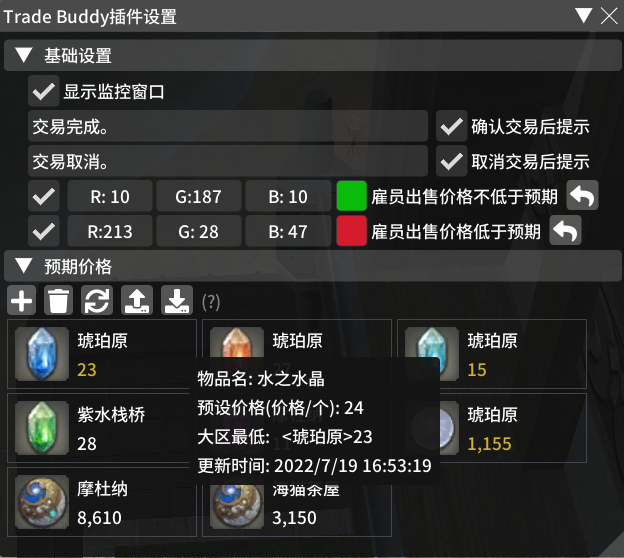 Trade Buddy插件设置
基础设置
显示监控窗口
交易完成。 确认交易后提示
交易取消。 取消交易后提示
R: 10 G:187 B: 10 雇员出售价格不低于预期
R:213 G: 28 B: 47 雇员出售价格低于预期
预期价格
(?)
琥珀原 琥珀原 琥珀原
23 15
物品名: 水之水晶
预设价格(价格/个): 24
紫水栈桥 琥珀原
大区最低: <琥珀原>23
28 1,155
更新时间: 2022/7/19 16:53:19
摩杜纳 海猫茶屋
8,610 3,150